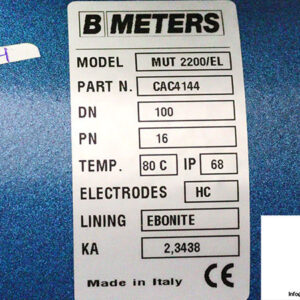 B METERS
MODEL MUT 2200/EL
PART N. CAC4144
DN 100
PN 16
TEMP. 80 C IP 68
ELECTRODES HC
LINING EBONITE
KA 2,3438
Made in Italy CE